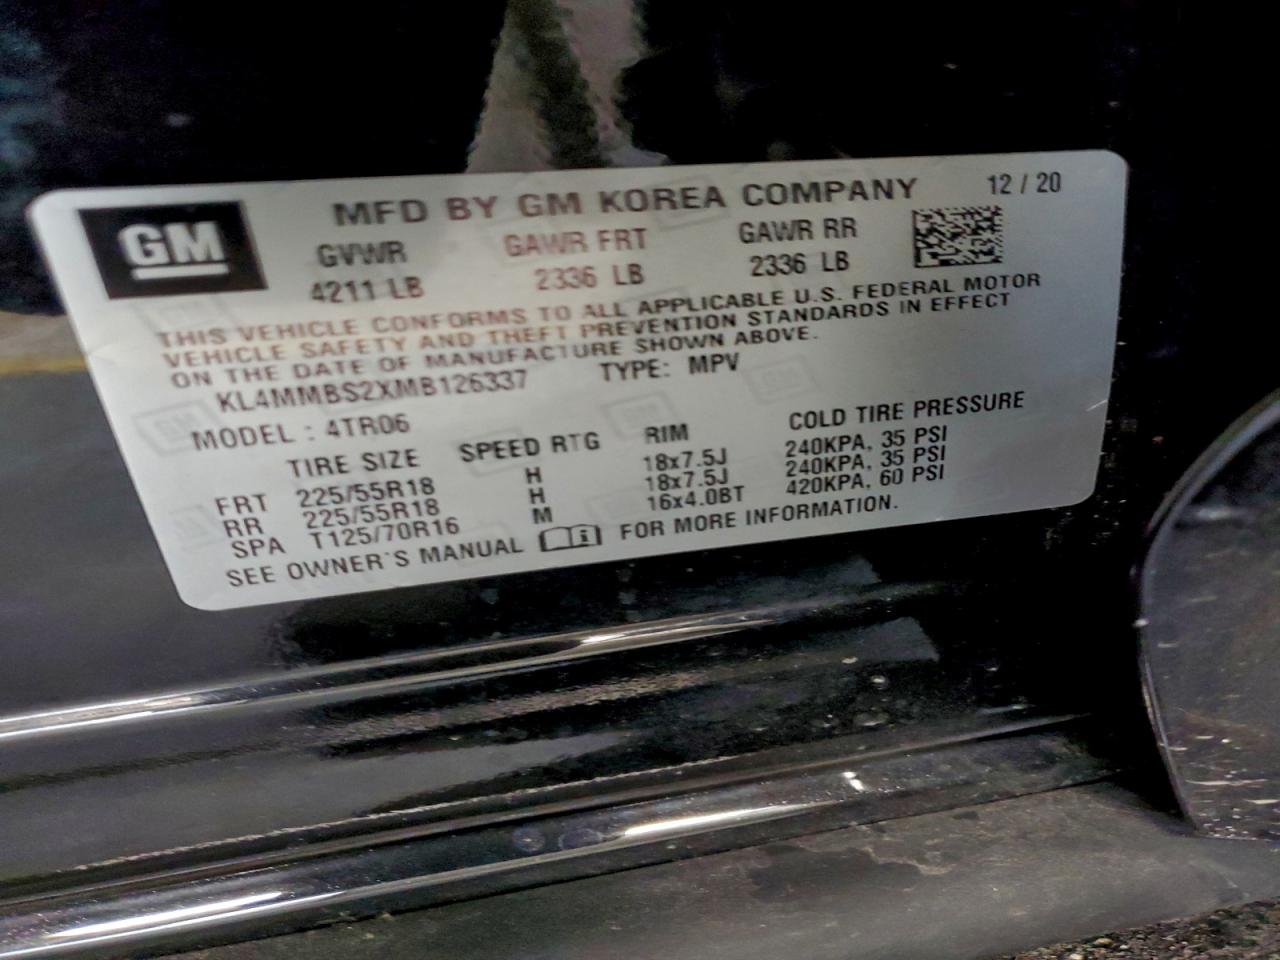 GM
MFD BY GM KOREA COMPANY 12 / 20
GVWR GAWR FRT GAWR RR
4211 LB 2336 LB 2336 LB
THIS VEHICLE CONFORMS TO ALL APPLICABLE U.S. FEDERAL MOTOR
VEHICLE SAFETY AND THEFT PREVENTION STANDARDS IN EFFECT
ON THE DATE OF MANUFACTURE SHOWN ABOVE.
KL4MMBS2XMB126337 TYPE: MPV
MODEL : 4TR06
TIRE SIZE SPEED RTG RIM COLD TIRE PRESSURE
FRT 225/55R18 H 18x7.5J 240KPA, 35 PSI
RR 225/55R18 H 18x7.5J 240KPA, 35 PSI
SPA T125/70R16 M 16x4.0BT 420KPA, 60 PSI
SEE OWNER'S MANUAL i FOR MORE INFORMATION.